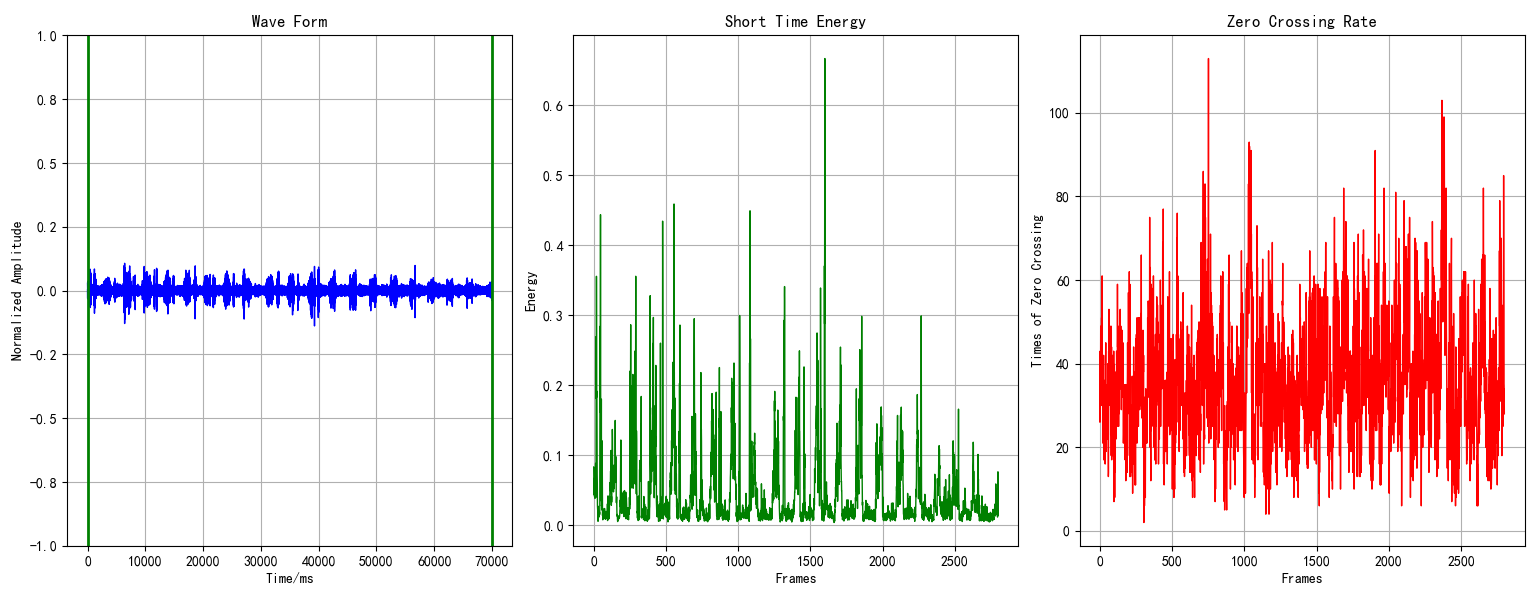 Wave Form
1.0
0.8
0.5
0.2
0.0
−0.2
−0.5
−0.8
−1.0
Normalized Amplitude
0 10000 20000 30000 40000 50000 60000 70000
Time/ms
Short Time Energy
0.6
0.5
0.4
0.3
0.2
0.1
0.0
Energy
0 500 1000 1500 2000 2500
Frames
Zero Crossing Rate
100
80
60
40
20
0
Times of Zero Crossing
0 500 1000 1500 2000 2500
Frames